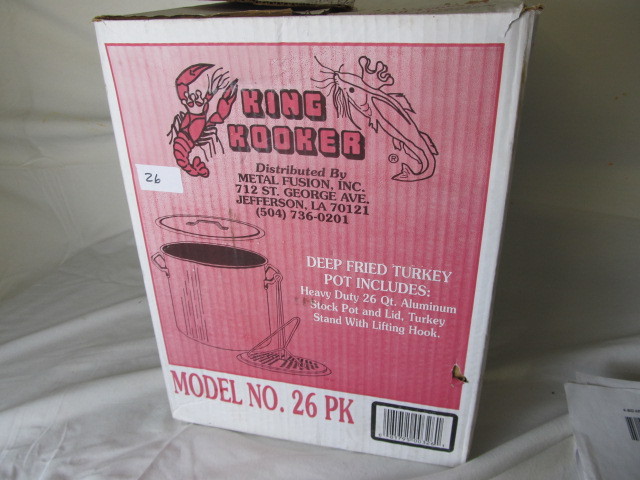 KING
KOOKER
®
Distributed By
METAL FUSION, INC.
712 ST. GEORGE AVE.
JEFFERSON, LA 70121
(504) 736-0201
26
DEEP FRIED TURKEY
POT INCLUDES:
Heavy Duty 26 Qt. Aluminum
Stock Pot and Lid, Turkey
Stand With Lifting Hook.
MODEL NO. 26 PK